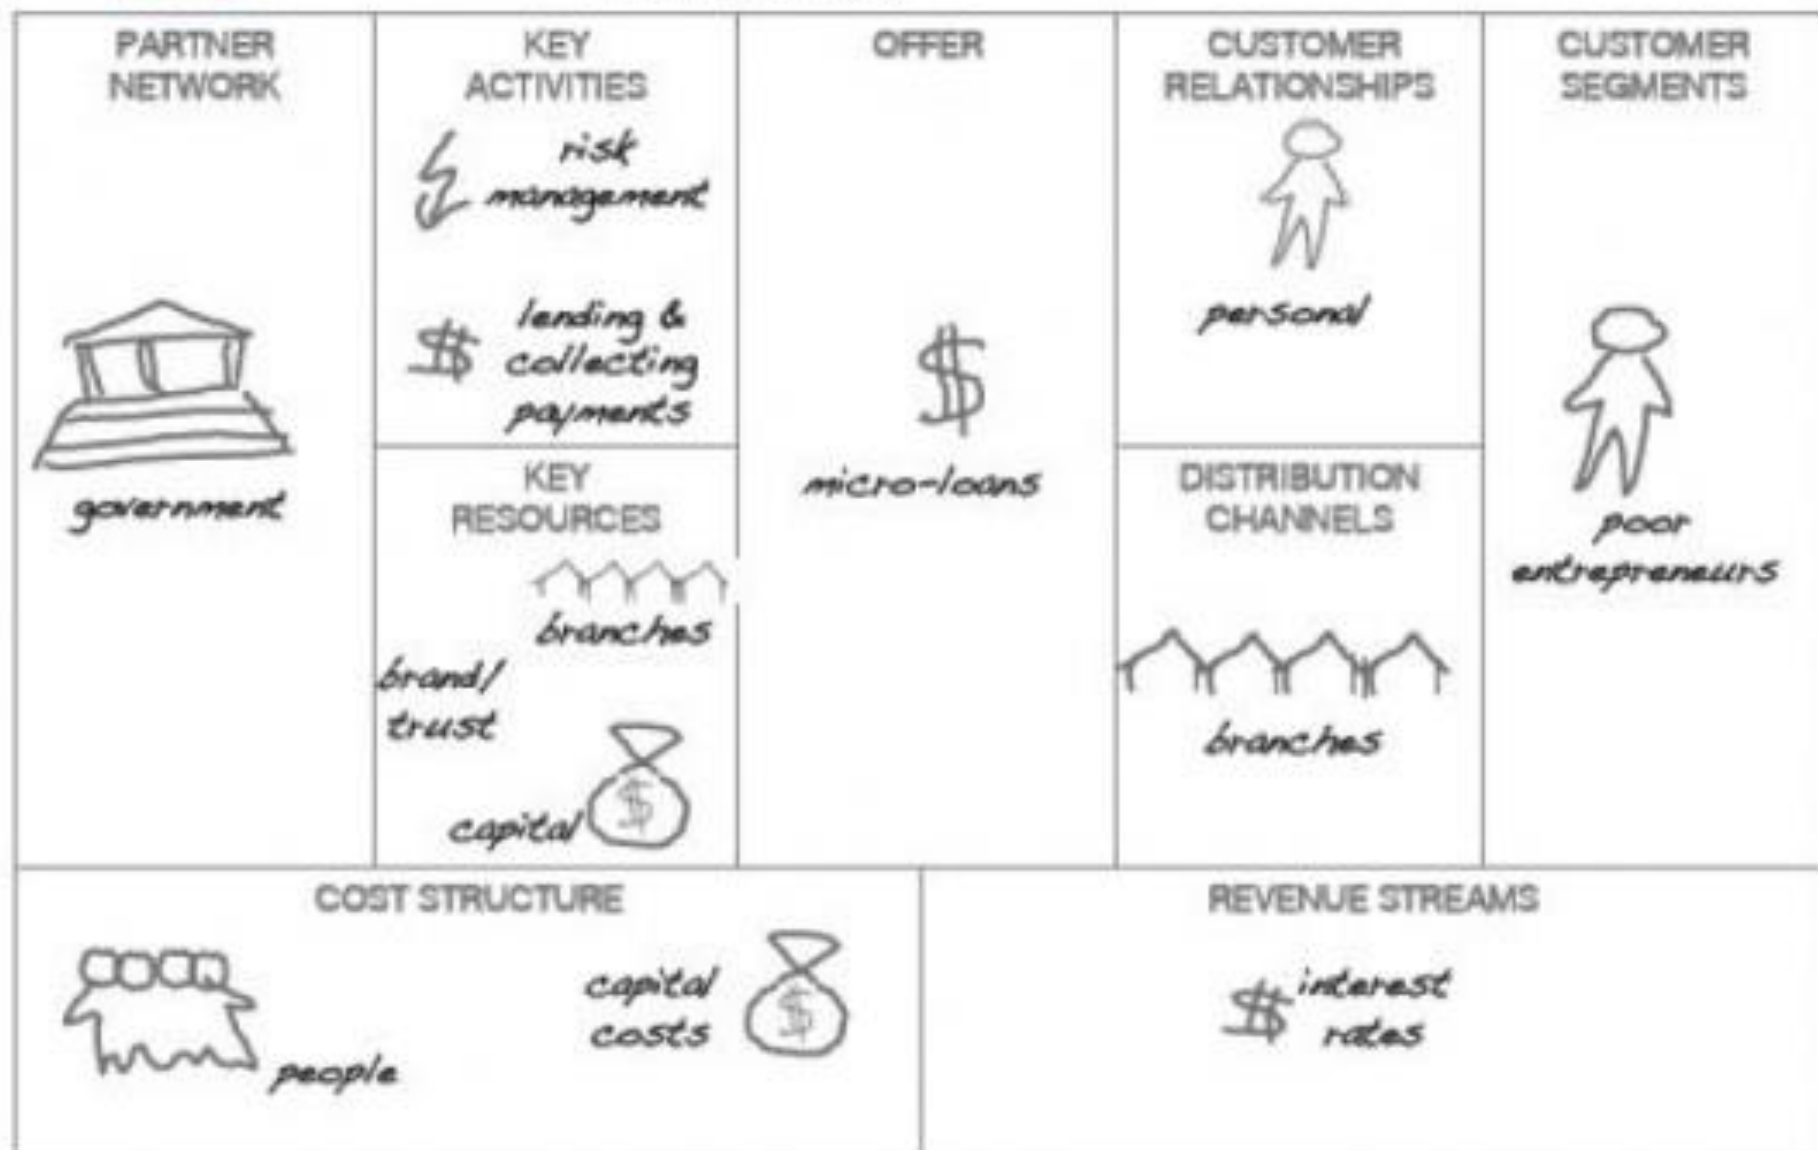 PARTNER
NETWORK
government
KEY
ACTIVITIES
risk
management
$ lending &
collecting
payments
KEY
RESOURCES
branches
brand/
trust
capital $
OFFER
$
micro-loans
CUSTOMER
RELATIONSHIPS
personal
DISTRIBUTION
CHANNELS
branches
CUSTOMER
SEGMENTS
poor
entrepreneurs
COST STRUCTURE
people
capital
costs
$
REVENUE STREAMS
$ interest
rates